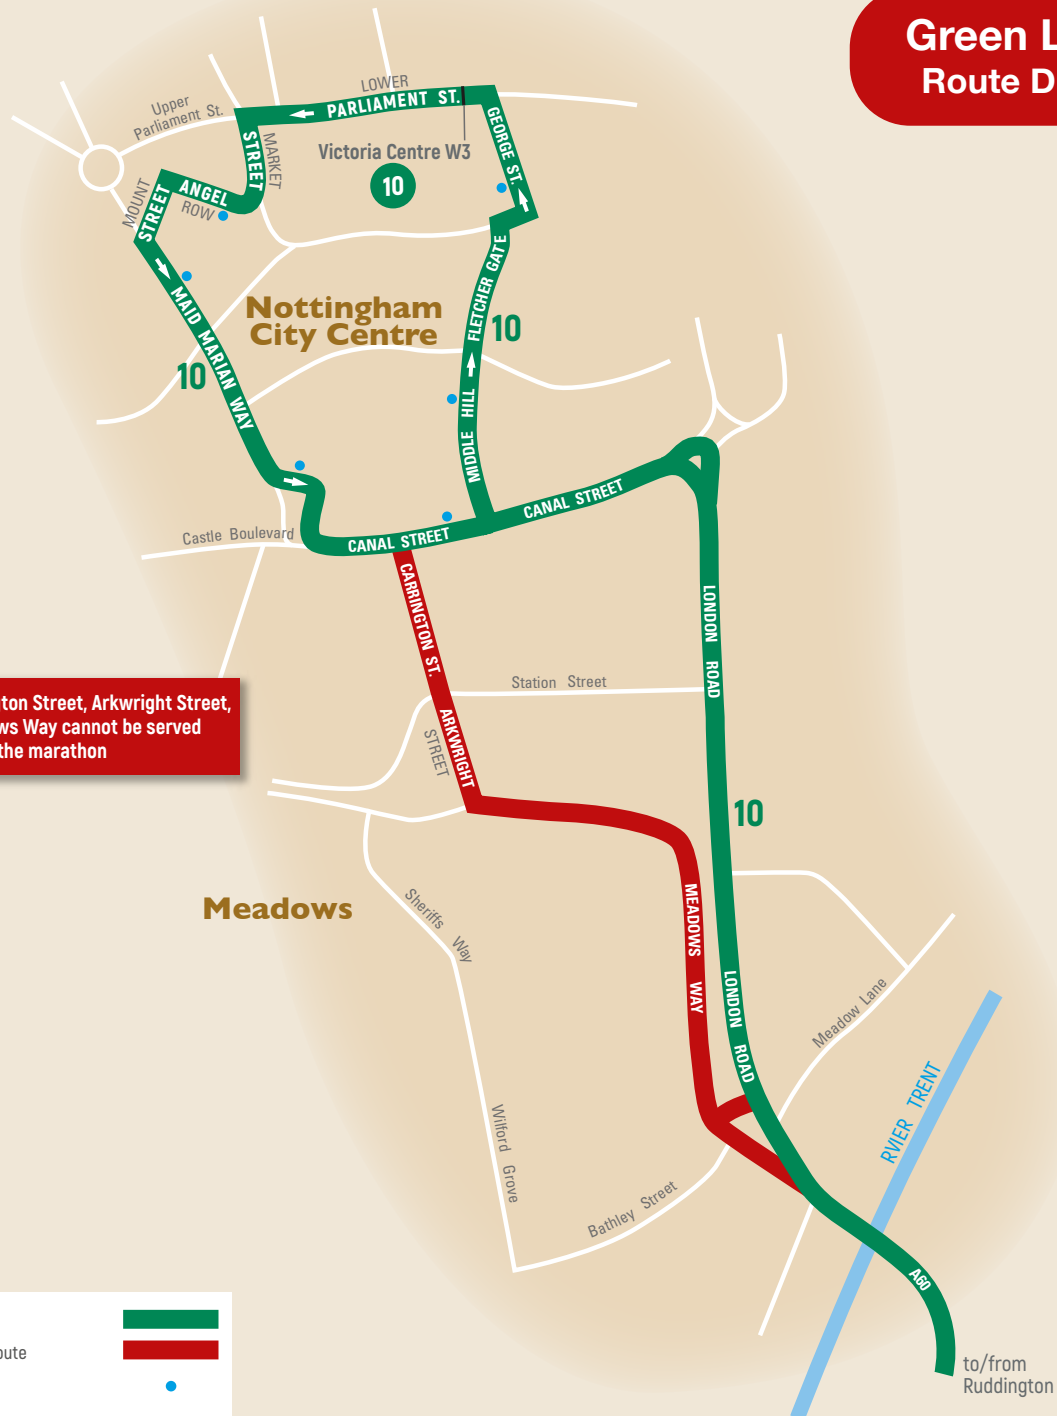 Green L
Route D
LOWER
PARLIAMENT ST.
Upper
Parliament St.
STREET
MARKET
GEORGE ST.
Victoria Centre W3
10
MOUNT
STREET
ANGEL
ROW
FLETCHER GATE
MAID MARIAN WAY
Nottingham
City Centre
10
10
MIDDLE HILL
CANAL STREET
Castle Boulevard
CANAL STREET
CARRINGTON ST.
LONDON ROAD
Station Street
ton Street, Arkwright Street,
ws Way cannot be served
the marathon
ARKWRIGHT
STREET
10
MEADOWS WAY
Meadows
Sheriffs Way
LONDON ROAD
Meadow Lane
RVIER TRENT
Wilford Grove
Bathley Street
A60
oute
to/from
Ruddington